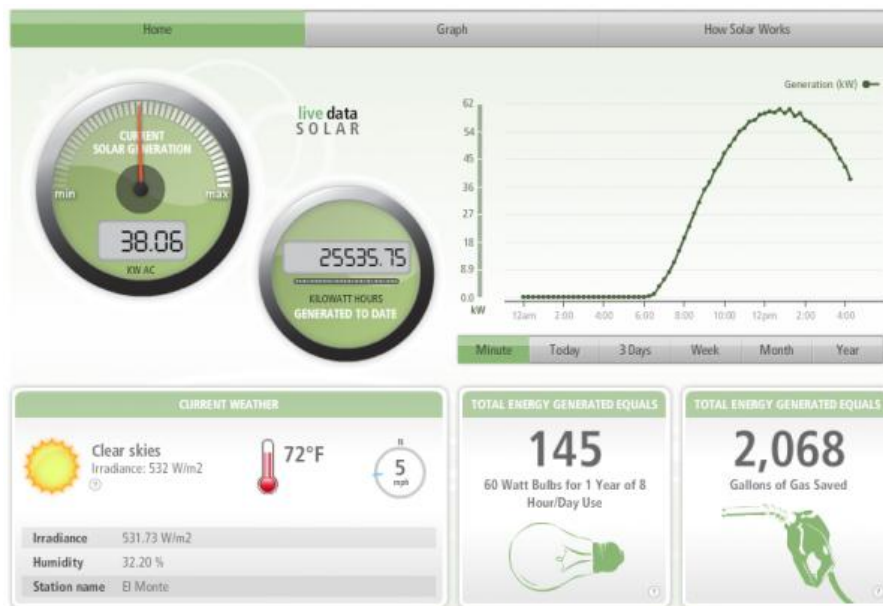 Home
Graph
How Solar Works
CURRENT
SOLAR GENERATION
min
max
38.06
KW AC
live data
SOLAR
25535.75
KILOWATT HOURS
GENERATED TO DATE
Generation (kW)
62
54
45
36
27
18
8.9
0.0
kW
12am 2:00 4:00 6:00 8:00 10:00 12pm 2:00 4:00
Minute
Today
3 Days
Week
Month
Year
CURRENT WEATHER
Clear skies
Irradiance: 532 W/m2
?
72°F
N
5
mph
Irradiance 531.73 W/m2
Humidity 32.20 %
Station name El Monte
TOTAL ENERGY GENERATED EQUALS
145
60 Watt Bulbs for 1 Year of 8
Hour/Day Use
?
TOTAL ENERGY GENERATED EQUALS
2,068
Gallons of Gas Saved
?